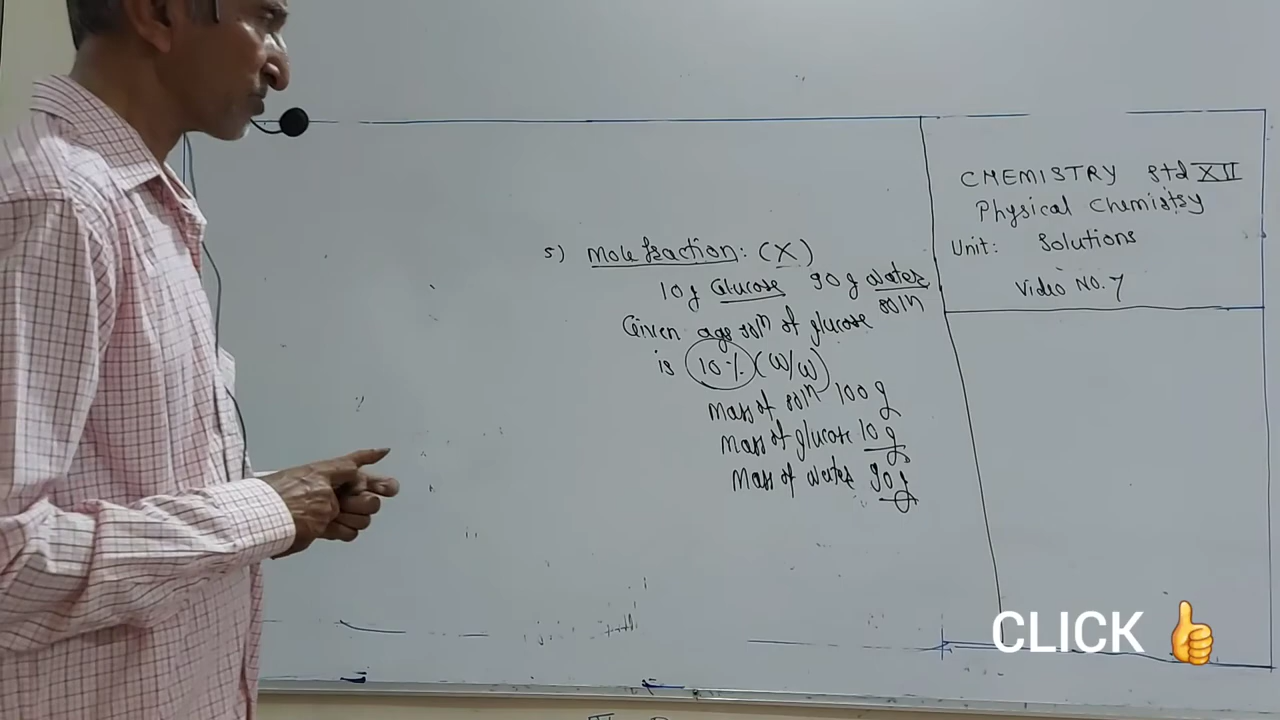 5) Mole fraction: (X)
10 g Glucose 90 g water
soln
Given aqs soln of glucose
is 10% (W/W)
Mass of soln 100 g
Mass of glucose 10 g
Mass of water 90 g
CHEMISTRY Std XII
Physical Chemistry
Unit: Solutions
Video No. 7
CLICK